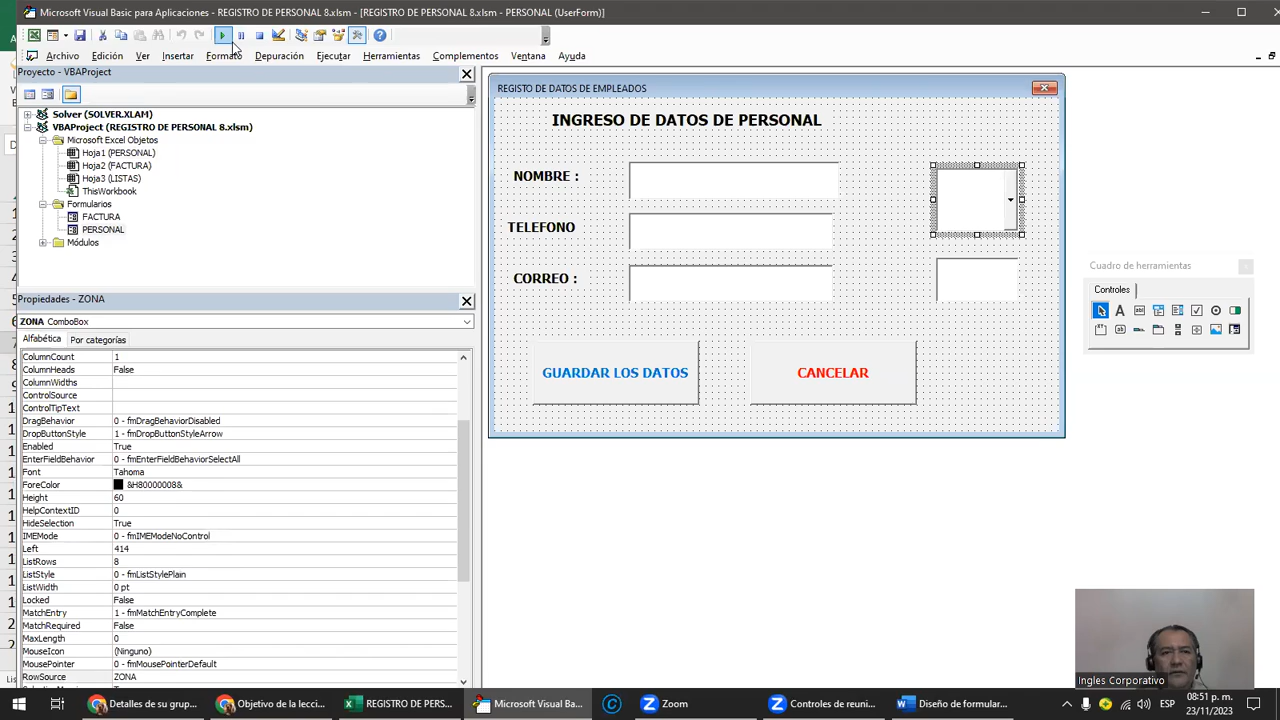 Microsoft Visual Basic para Aplicaciones - REGISTRO DE PERSONAL 8.xlsm - [REGISTRO DE PERSONAL 8.xlsm - PERSONAL (UserForm)]
Archivo Edición Ver Insertar Formato Depuración Ejecutar Herramientas Complementos Ventana Ayuda
Proyecto - VBAProject
Solver (SOLVER.XLAM)
VBAProject (REGISTRO DE PERSONAL 8.xlsm)
Microsoft Excel Objetos
Hoja1 (PERSONAL)
Hoja2 (FACTURA)
Hoja3 (LISTAS)
ThisWorkbook
Formularios
FACTURA
PERSONAL
Módulos
Propiedades - ZONA
ZONA ComboBox
Alfabética Por categorías
ColumnCount 1
ColumnHeads False
ColumnWidths
ControlSource
ControlTipText
DragBehavior 0 - fmDragBehaviorDisabled
DropButtonStyle 1 - fmDropButtonStyleArrow
Enabled True
EnterFieldBehavior 0 - fmEnterFieldBehaviorSelectAll
Font Tahoma
ForeColor &H80000008&
Height 60
HelpContextID 0
HideSelection True
IMEMode 0 - fmIMEModeNoControl
Left 414
ListRows 8
ListStyle 0 - fmListStylePlain
ListWidth 0 pt
Locked False
MatchEntry 1 - fmMatchEntryComplete
MatchRequired False
MaxLength 0
MouseIcon (Ninguno)
MousePointer 0 - fmMousePointerDefault
RowSource ZONA
REGISTO DE DATOS DE EMPLEADOS
INGRESO DE DATOS DE PERSONAL
NOMBRE :
TELEFONO
CORREO :
GUARDAR LOS DATOS CANCELAR
Cuadro de herramientas
Controles
Ingles Corporativo
Detalles de su grup...
Objetivo de la lecci...
REGISTRO DE PERS...
Microsoft Visual Ba...
Zoom
Controles de reuni...
Diseño de formular...
ESP
08:51 p. m.
23/11/2023